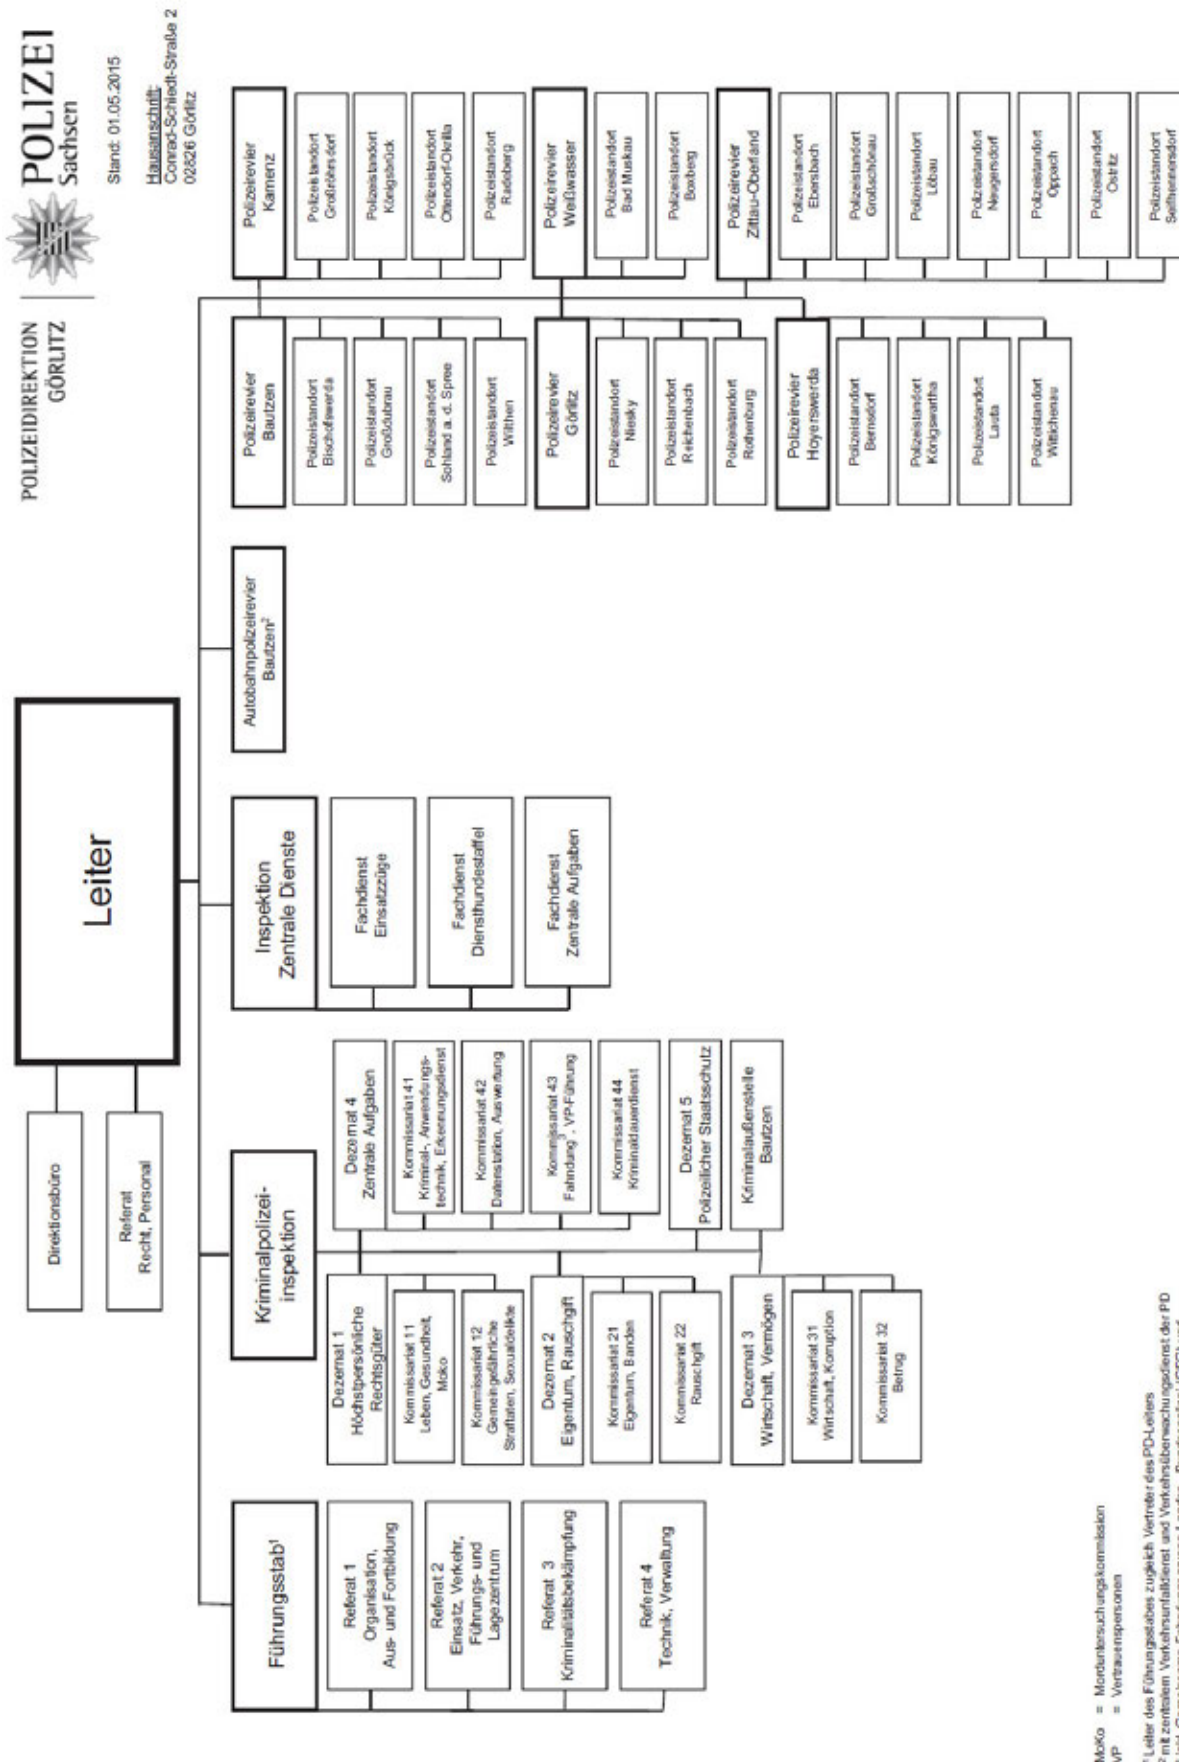 POLIZEIDIREKTION
GÖRLITZ
POLIZEI
Sachsen
Stand: 01.05.2015
Hausanschrift:
Conrad-Schiedt-Straße 2
02826 Görlitz
Leiter
Direktionsbüro
Referat
Recht, Personal
Führungsstab¹
Referat 1
Organisation,
Aus- und Fortbildung
Referat 2
Einsatz, Verkehr,
Führungs- und
Lagezentrum
Referat 3
Kriminalitätsbekämpfung
Referat 4
Technik, Verwaltung
Kriminalpolizei-
inspektion
Dezernat 1
Höchstpersönliche
Rechtsgüter
Kommissariat 11
Leben, Gesundheit,
Moko
Kommissariat 12
Gemeingefährliche
Straftaten, Sexualdelikte
Dezernat 2
Eigentum, Rauschgift
Kommissariat 21
Eigentum, Banden
Kommissariat 22
Rauschgift
Dezernat 3
Wirtschaft, Vermögen
Kommissariat 31
Wirtschaft, Korruption
Kommissariat 32
Betrug
Dezernat 4
Zentrale Aufgaben
Kommissariat 41
Kriminal-, Anwendungs-
technik, Erkennungsdienst
Kommissariat 42
Datenstation, Auswertung
Kommissariat 43
Fahndung³, VP-Führung
Kommissariat 44
Kriminaldauerdienst
Dezernat 5
Polizeilicher Staatsschutz
Kriminalaußenstelle
Bautzen
Inspektion
Zentrale Dienste
Fachdienst
Einsatzzüge
Fachdienst
Diensthundestaffel
Fachdienst
Zentrale Aufgaben
Autobahnpolizeirevier
Bautzen²
Polizeirevier
Bautzen
Polizeistandort
Bischofswerda
Polizeistandort
Großdubrau
Polizeistandort
Sohland a. d. Spree
Polizeistandort
Wilthen
Polizeirevier
Görlitz
Polizeistandort
Niesky
Polizeistandort
Reichenbach
Polizeistandort
Rothenburg
Polizeirevier
Hoyerswerda
Polizeistandort
Bernsdorf
Polizeistandort
Königswartha
Polizeistandort
Lauta
Polizeistandort
Wittichenau
Polizeirevier
Kamenz
Polizeistandort
Großröhrsdorf
Polizeistandort
Königsbrück
Polizeistandort
Ottendorf-Okrilla
Polizeistandort
Radeberg
Polizeirevier
Weißwasser
Polizeistandort
Bad Muskau
Polizeistandort
Boxberg
Polizeirevier
Zittau-Oberland
Polizeistandort
Ebersbach
Polizeistandort
Großschönau
Polizeistandort
Löbau
Polizeistandort
Neugersdorf
Polizeistandort
Oppach
Polizeistandort
Ostritz
Polizeistandort
Seifhennersdorf
MoKo = Morduntersuchungskommission
VP = Vertrauenspersonen
¹ Leiter des Führungsstabes zugleich Vertreter des PD-Leiters
² mit zentralem Verkehrsunfalldienst und Verkehrsüberwachungsdienst der PD